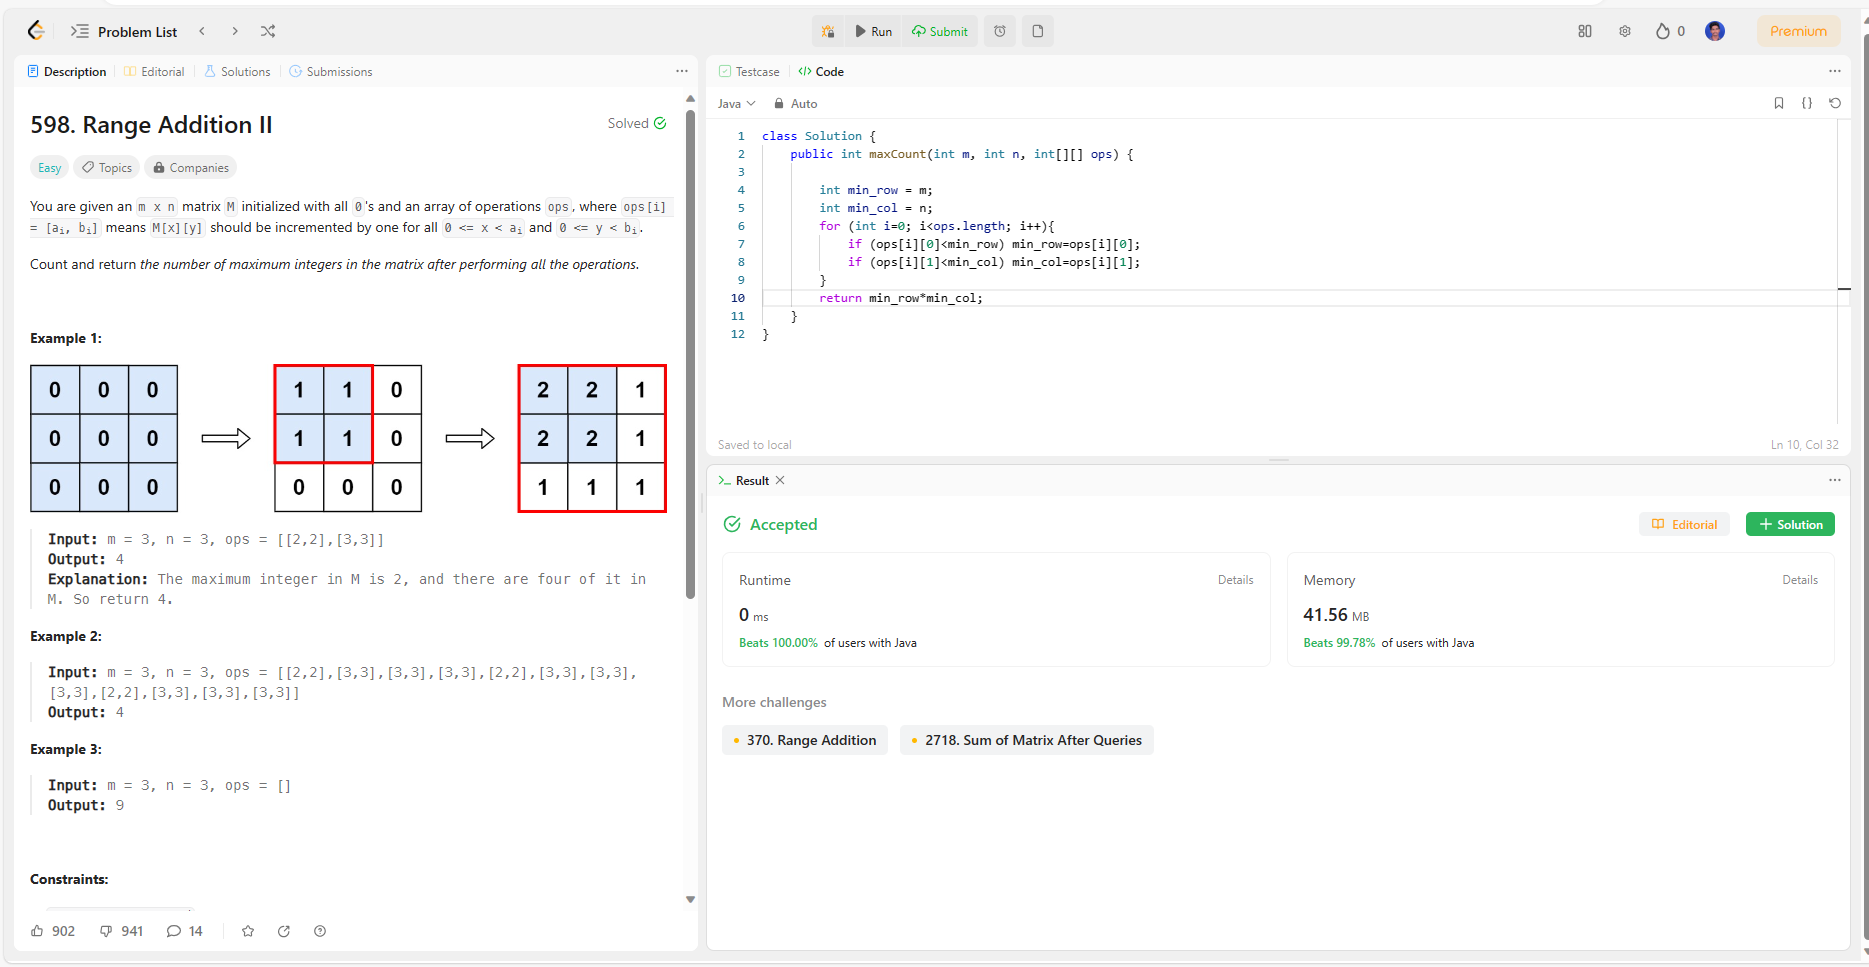 Problem List
Run
Submit
0
Premium
Description
Editorial
Solutions
Submissions
598. Range Addition II
Solved
Easy
Topics
Companies
You are given an m x n matrix M initialized with all 0's and an array of operations ops, where ops[i]
= [aᵢ, bᵢ] means M[x][y] should be incremented by one for all 0 <= x < aᵢ and 0 <= y < bᵢ.
Count and return the number of maximum integers in the matrix after performing all the operations.
Example 1:
0 0 0 1 1 0 2 2 1
0 0 0 1 1 0 2 2 1
0 0 0 0 0 0 1 1 1
Input: m = 3, n = 3, ops = [[2,2],[3,3]]
Output: 4
Explanation: The maximum integer in M is 2, and there are four of it in
M. So return 4.
Example 2:
Input: m = 3, n = 3, ops = [[2,2],[3,3],[3,3],[3,3],[2,2],[3,3],[3,3],
[3,3],[2,2],[3,3],[3,3],[3,3]]
Output: 4
Example 3:
Input: m = 3, n = 3, ops = []
Output: 9
Constraints:
902
941
14
Testcase
Code
Java
Auto
1 class Solution {
2 public int maxCount(int m, int n, int[][] ops) {
3
4 int min_row = m;
5 int min_col = n;
6 for (int i=0; i<ops.length; i++){
7 if (ops[i][0]<min_row) min_row=ops[i][0];
8 if (ops[i][1]<min_col) min_col=ops[i][1];
9 }
10 return min_row*min_col;
11 }
12 }
Saved to local
Ln 10, Col 32
Result
Accepted
Editorial
Solution
Runtime
Details
0 ms
Beats 100.00% of users with Java
Memory
Details
41.56 MB
Beats 99.78% of users with Java
More challenges
370. Range Addition
2718. Sum of Matrix After Queries